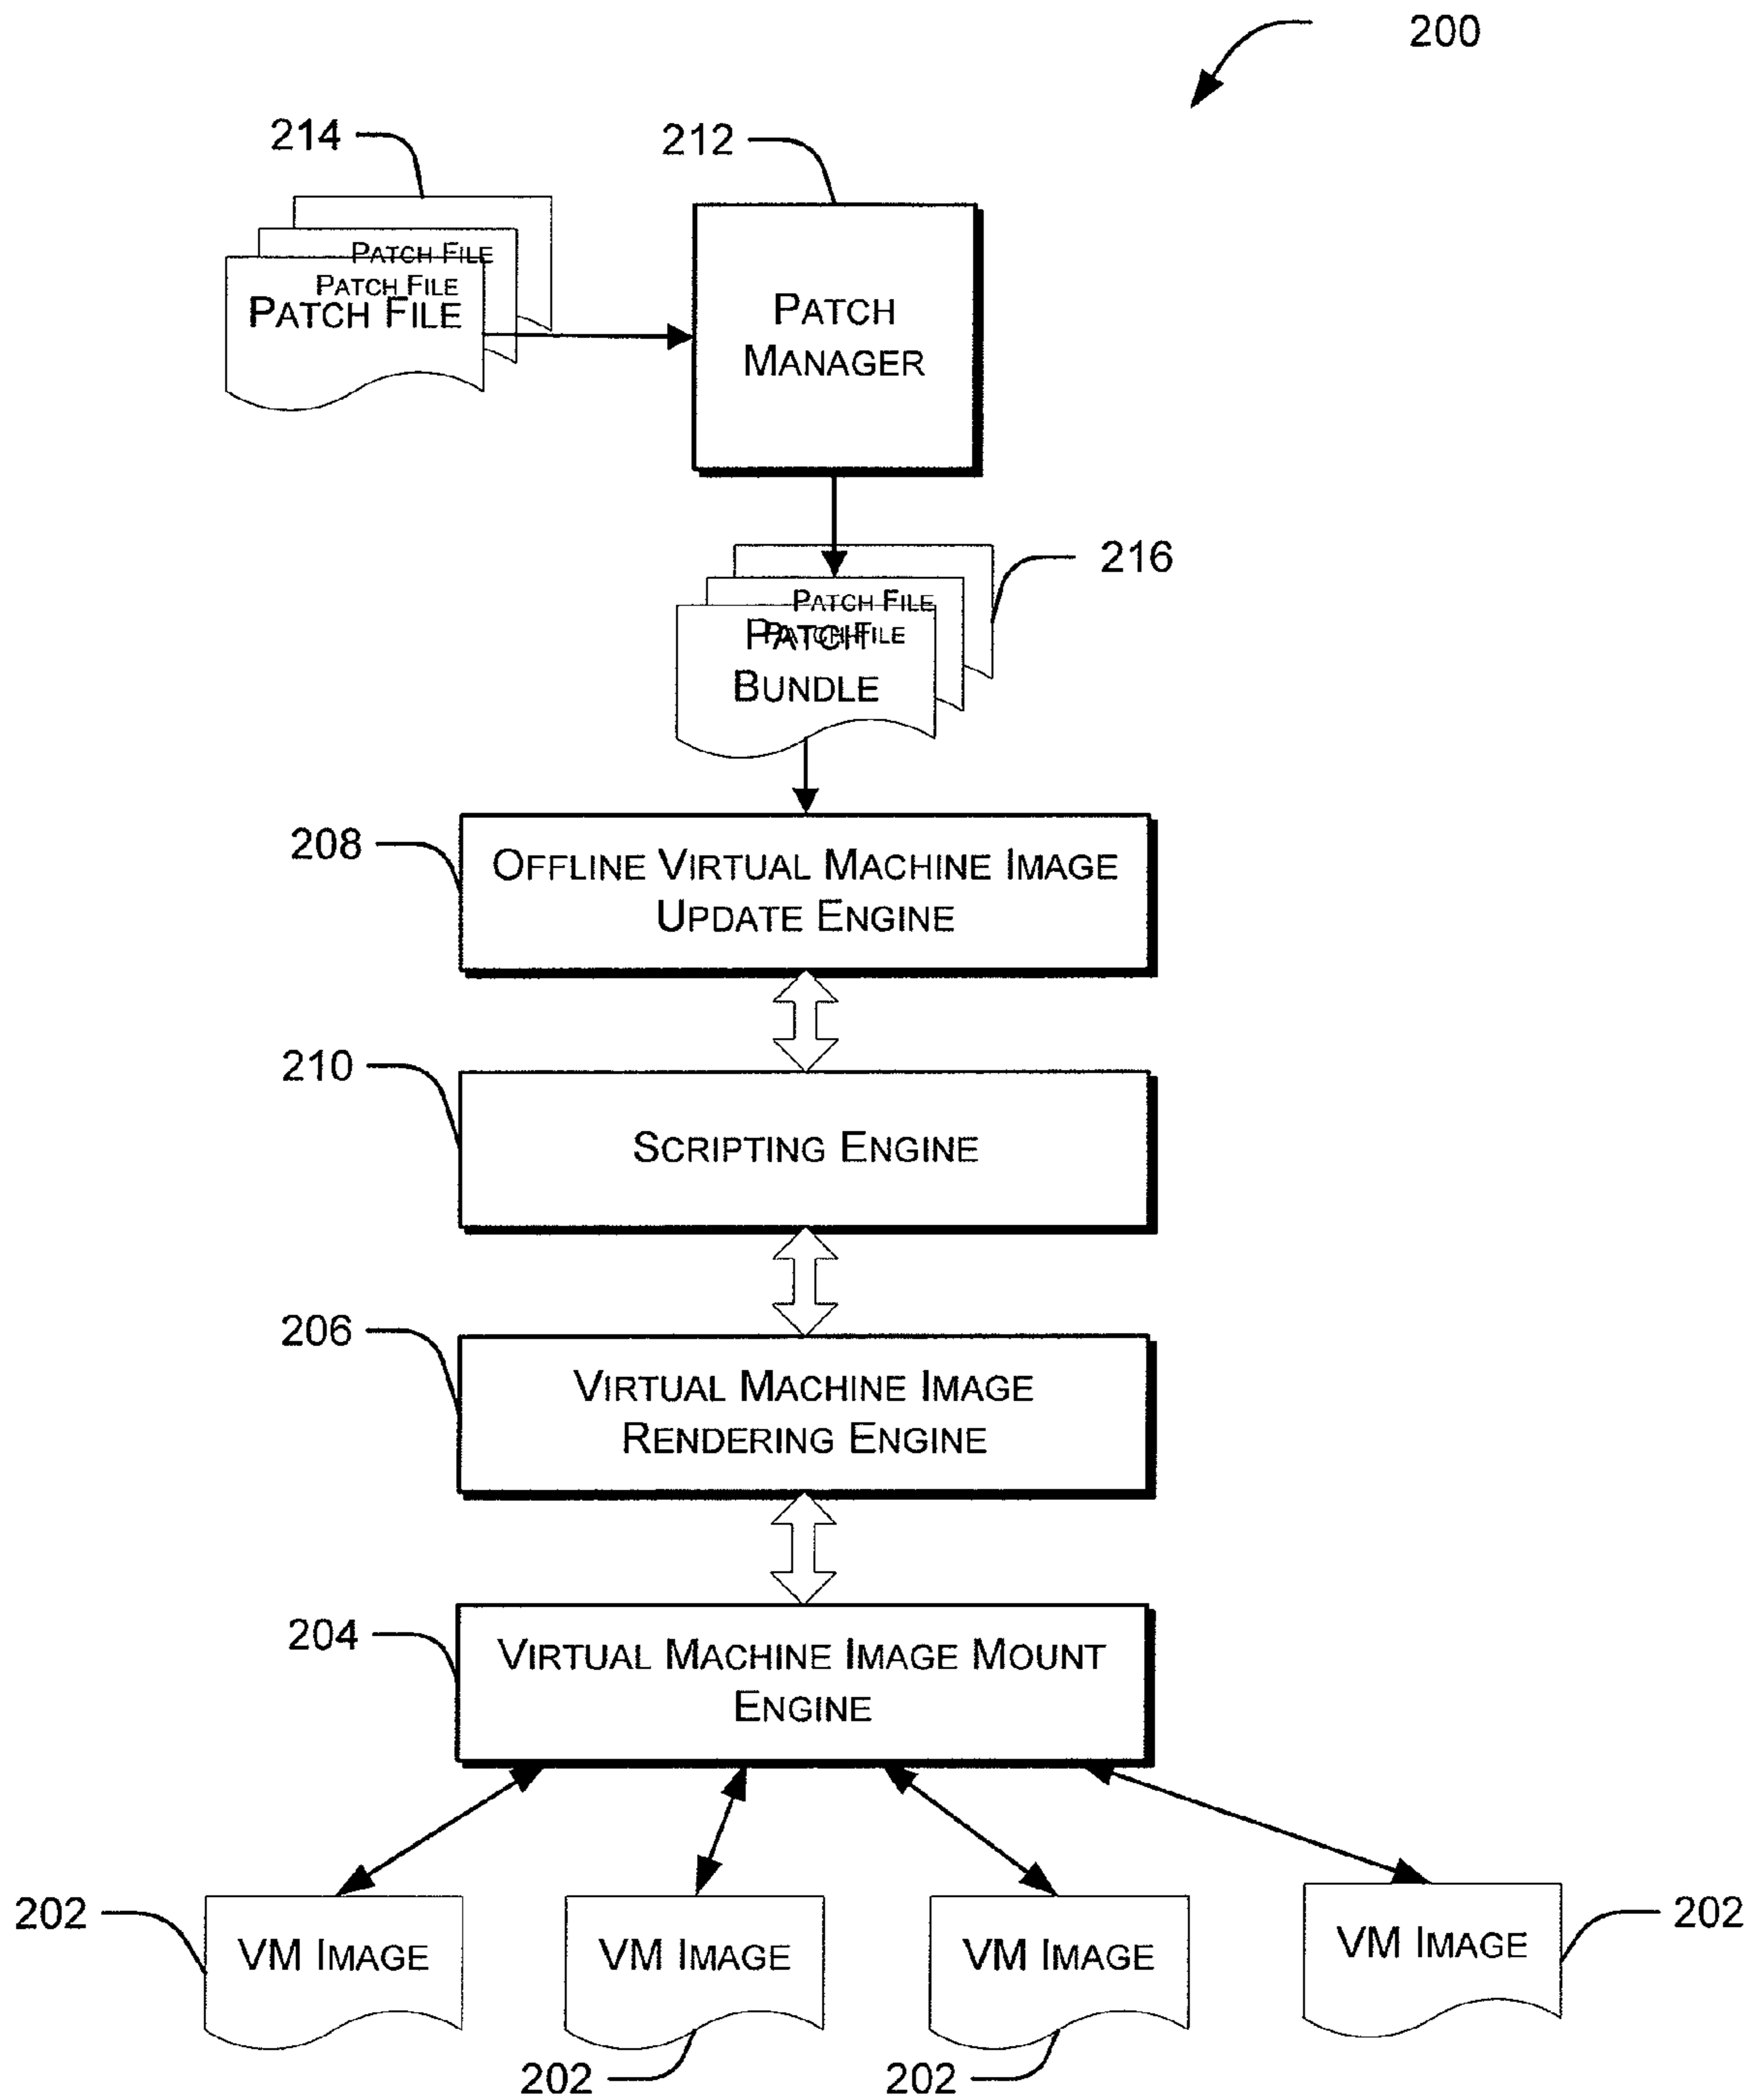 200
214
212
PATCH FILE
PATCH FILE
PATCH FILE
PATCH
MANAGER
216
PATCH FILE
PATCH FILE
PATCH
BUNDLE
208
OFFLINE VIRTUAL MACHINE IMAGE
UPDATE ENGINE
210
SCRIPTING ENGINE
206
VIRTUAL MACHINE IMAGE
RENDERING ENGINE
204
VIRTUAL MACHINE IMAGE MOUNT
ENGINE
202
VM IMAGE
VM IMAGE
VM IMAGE
VM IMAGE
202
202
202